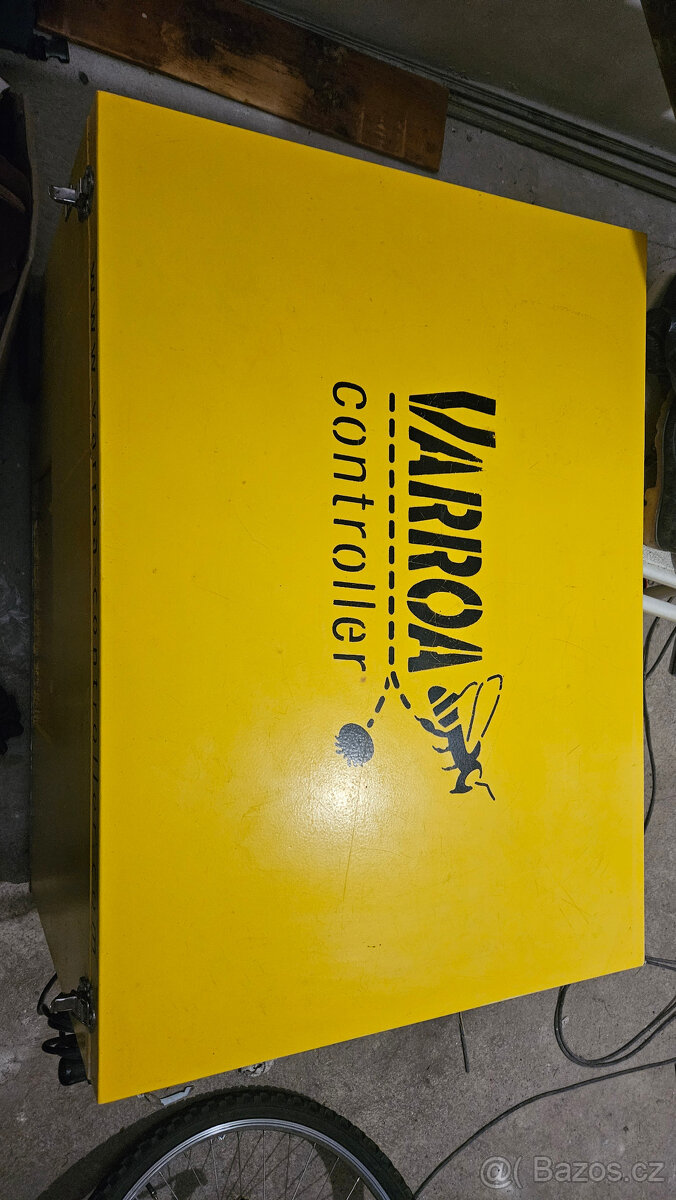 VARROA
controller
@ Bazos.cz